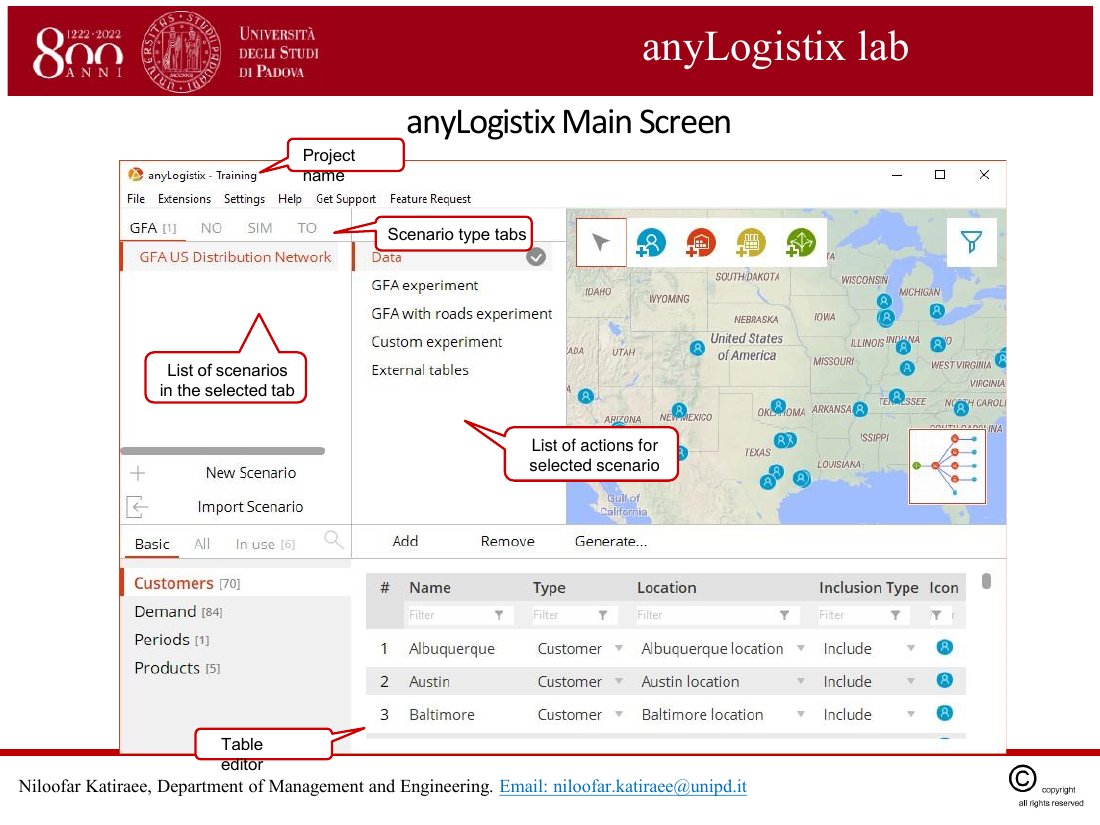 1222·2022
800
ANNI
UNIVERSITÀ
DEGLI STUDI
DI PADOVA
anyLogistix lab
anyLogistix Main Screen
Project
name
anyLogistix - Training
File Extensions Settings Help Get Support Feature Request
GFA [1] NO SIM TO
Scenario type tabs
GFA US Distribution Network
Data
GFA experiment
GFA with roads experiment
Custom experiment
External tables
List of scenarios
in the selected tab
List of actions for
selected scenario
New Scenario
Import Scenario
SOUTH DAKOTA
WISCONSIN
MICHIGAN
IDAHO
WYOMING
NEBRASKA
IOWA
ILLINOIS
INDIANA
United States
of America
UTAH
MISSOURI
WEST VIRGINIA
VIRGINIA
ARIZONA
NEW MEXICO
OKLAHOMA
ARKANSAS
NORTH CAROLI
TEXAS
ISSIPPI
LOUISIANA
Gulf of
California
Basic All In use [6]
Add Remove Generate...
Customers [70]
Demand [84]
Periods [1]
Products [5]
# Name Type Location Inclusion Type Icon
Filter Filter Filter Filter
1 Albuquerque Customer Albuquerque location Include
2 Austin Customer Austin location Include
3 Baltimore Customer Baltimore location Include
Table
editor
Niloofar Katiraee, Department of Management and Engineering. Email: niloofar.katiraee@unipd.it
© copyright
all rights reserved